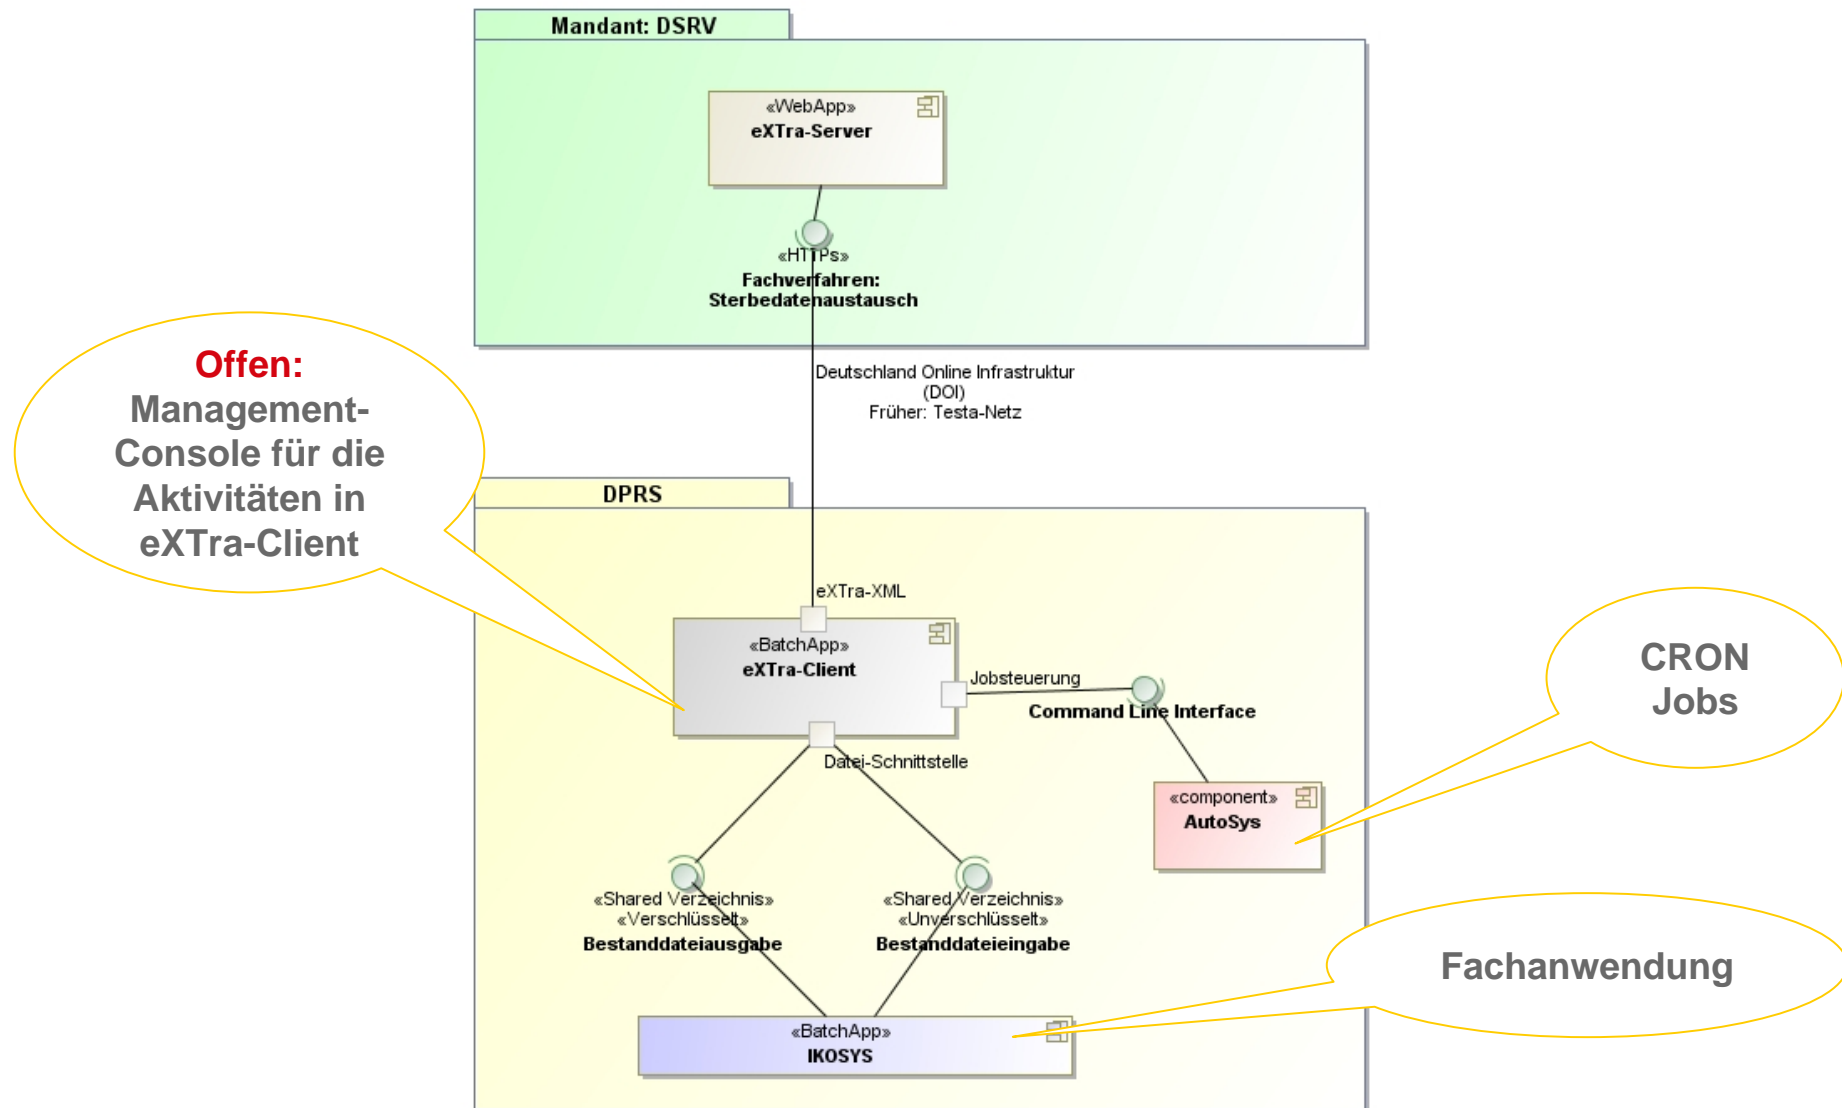 Mandant: DSRV
«WebApp»
eXTra-Server
«HTTPs»
Fachverfahren:
Sterbedatenaustausch
Deutschland Online Infrastruktur
(DOI)
Früher: Testa-Netz
Offen:
Management-
Console für die
Aktivitäten in
eXTra-Client
DPRS
eXTra-XML
«BatchApp»
eXTra-Client
Jobsteuerung
Command Line Interface
Datei-Schnittstelle
CRON
Jobs
«component»
AutoSys
«Shared Verzeichnis»
«Verschlüsselt»
Bestanddateiausgabe
«Shared Verzeichnis»
«Unverschlüsselt»
Bestanddateieingabe
Fachanwendung
«BatchApp»
IKOSYS